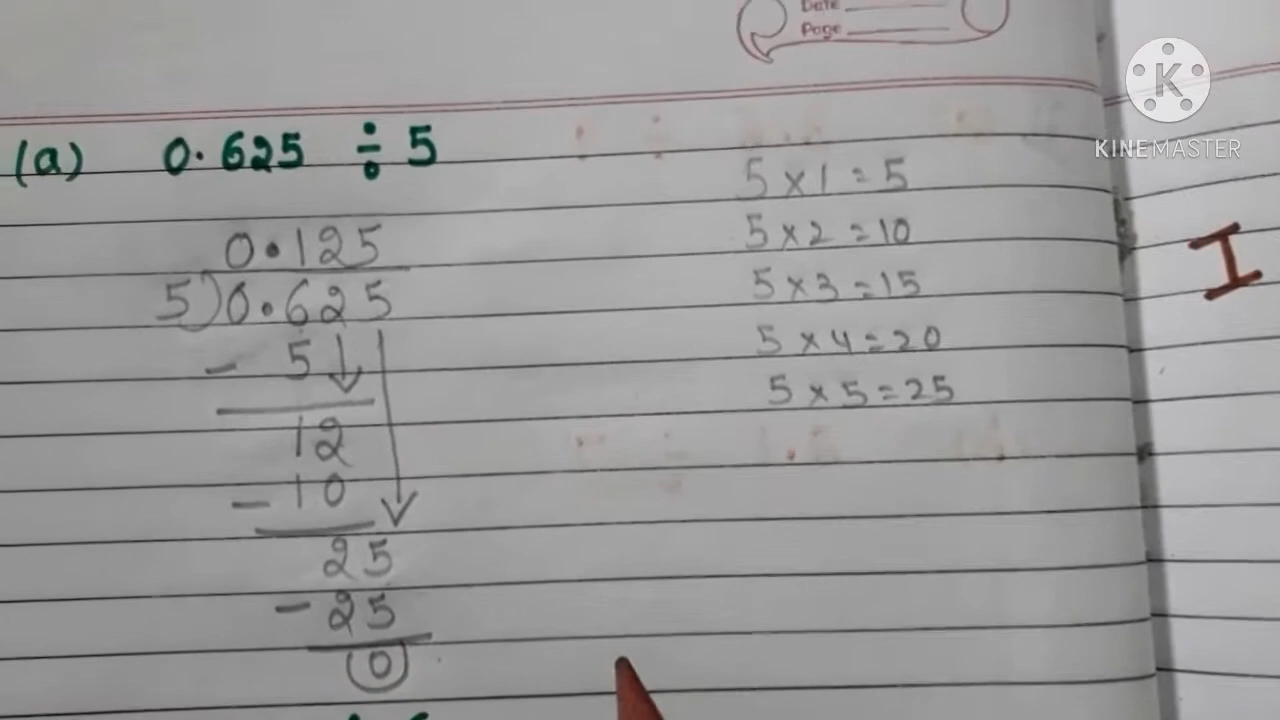 Date
Page
KINEMASTER
(a) 0.625 ÷ 5
0.125
5)0.625
- 5
12
- 10
25
- 25
0
5 × 1 = 5
5 × 2 = 10
5 × 3 = 15
5 × 4 = 20
5 × 5 = 25
I